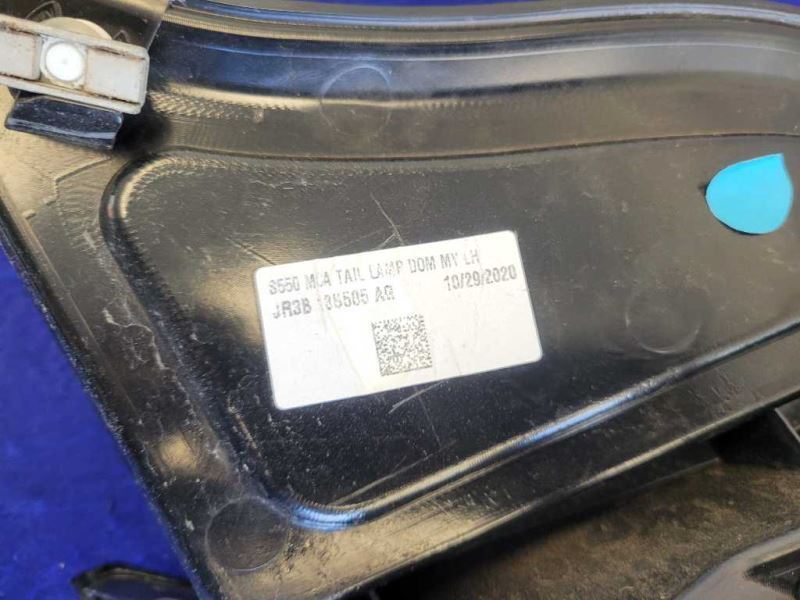 S550 MCA TAIL LAMP DOM MY LH
JR3B 13B505 AG 10/29/2020